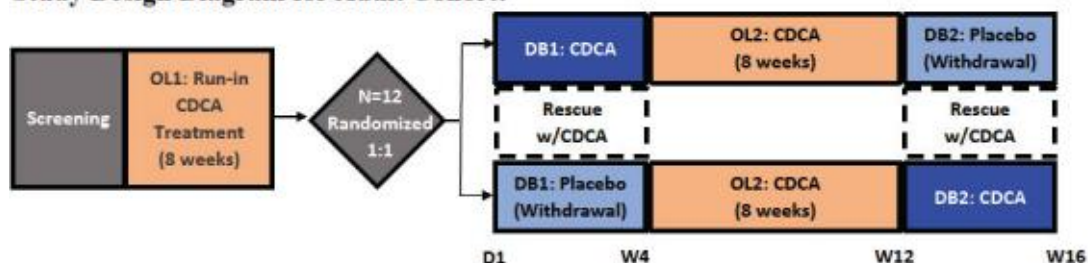 Screening
OL1: Run-in
CDCA
Treatment
(8 weeks)
N=12
Randomized
1:1
DB1: CDCA
OL2: CDCA
(8 weeks)
DB2: Placebo
(Withdrawal)
Rescue
w/CDCA
Rescue
w/CDCA
DB1: Placebo
(Withdrawal)
OL2: CDCA
(8 weeks)
DB2: CDCA
D1
W4
W12
W16